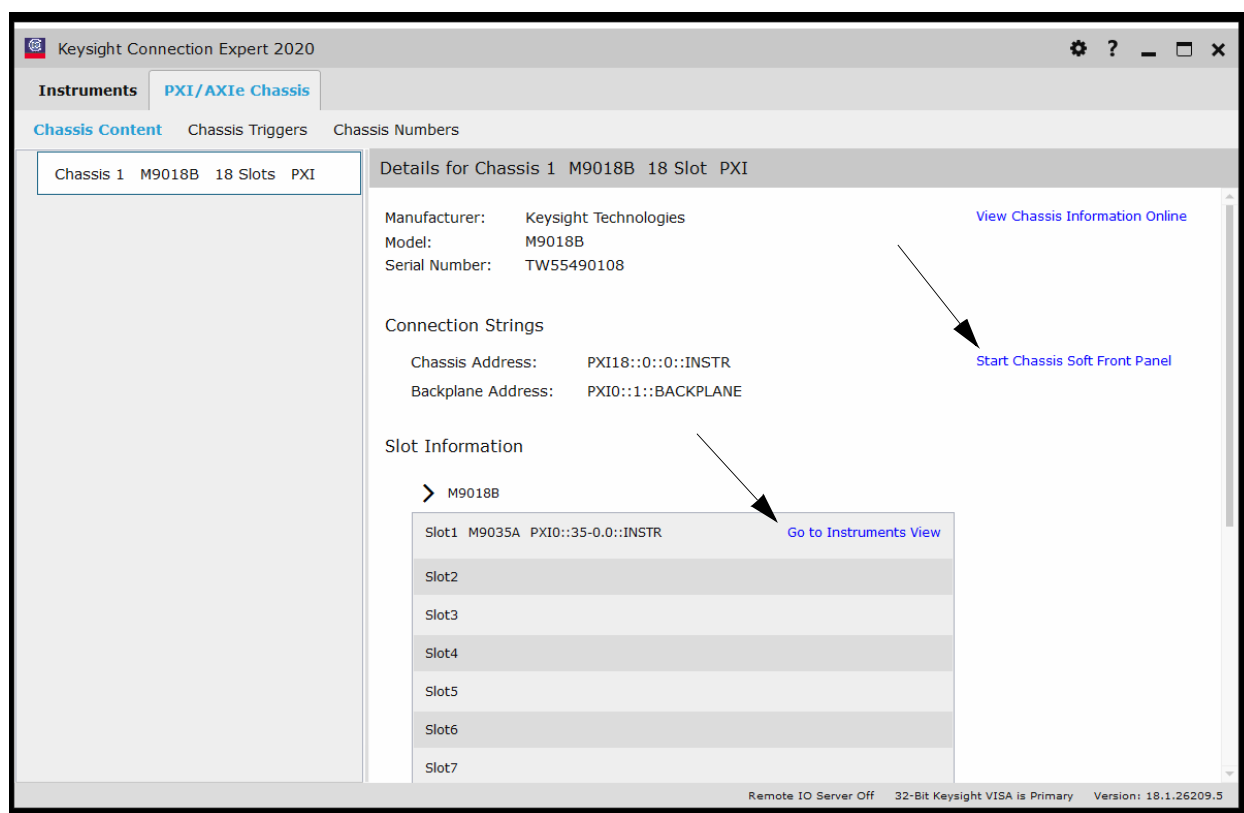 Keysight Connection Expert 2020 ?
Instruments PXI/AXIe Chassis
Chassis Content Chassis Triggers Chassis Numbers
Chassis 1 M9018B 18 Slots PXI
Details for Chassis 1 M9018B 18 Slot PXI
Manufacturer: Keysight Technologies View Chassis Information Online
Model: M9018B
Serial Number: TW55490108
Connection Strings
Chassis Address: PXI18::0::0::INSTR Start Chassis Soft Front Panel
Backplane Address: PXI0::1::BACKPLANE
Slot Information
M9018B
Slot1 M9035A PXI0::35-0.0::INSTR Go to Instruments View
Slot2
Slot3
Slot4
Slot5
Slot6
Slot7
Remote IO Server Off 32-Bit Keysight VISA is Primary Version: 18.1.26209.5